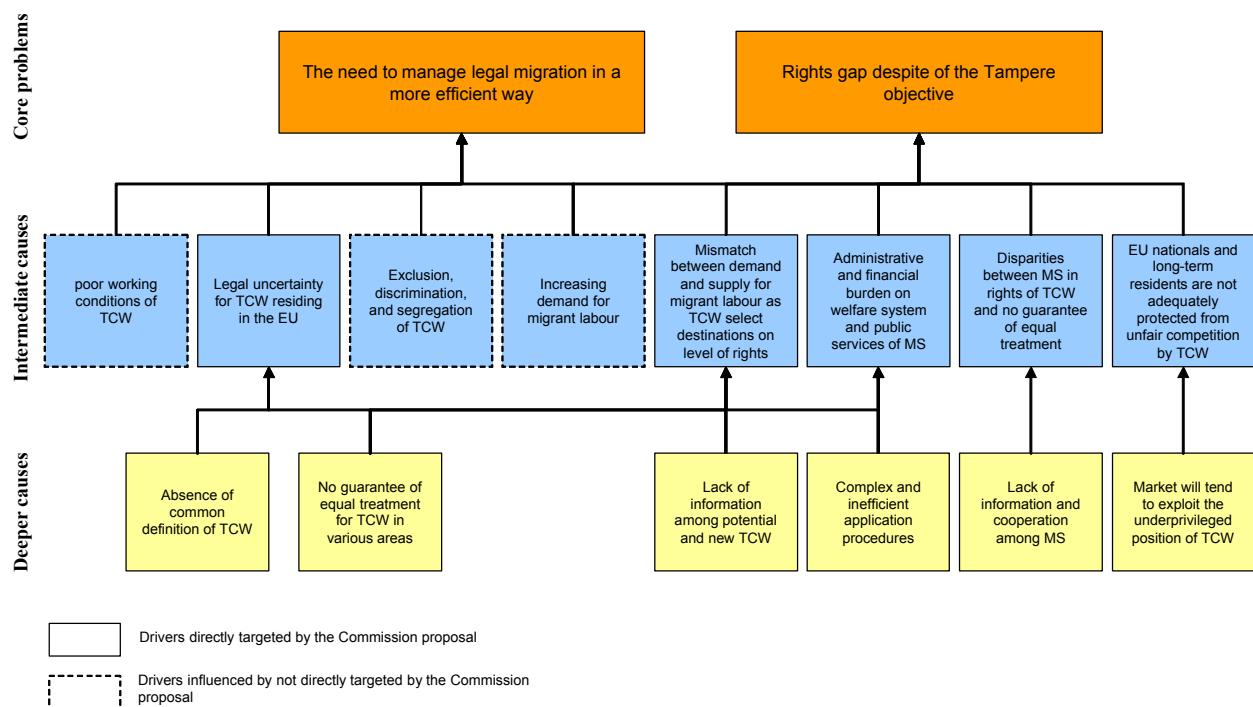 Core problems
The need to manage legal migration in a
more efficient way
Rights gap despite of the Tampere
objective
Intermediate causes
poor working
conditions of
TCW
Legal uncertainty
for TCW residing
in the EU
Exclusion,
discrimination,
and segregation
of TCW
Increasing
demand for
migrant labour
Mismatch
between demand
and supply for
migrant labour as
TCW select
destinations on
level of rights
Administrative
and financial
burden on
welfare system
and public
services of MS
Disparities
between MS in
rights of TCW
and no guarantee
of equal
treatment
EU nationals and
long-term
residents are not
adequately
protected from
unfair competition
by TCW
Deeper causes
Absence of
common
definition of TCW
No guarantee of
equal treatment
for TCW in
various areas
Lack of
information
among potential
and new TCW
Complex and
inefficient
application
procedures
Lack of
information and
cooperation
among MS
Market will tend
to exploit the
underprivileged
position of TCW
Drivers directly targeted by the Commission proposal
Drivers influenced by not directly targeted by the Commission
proposal